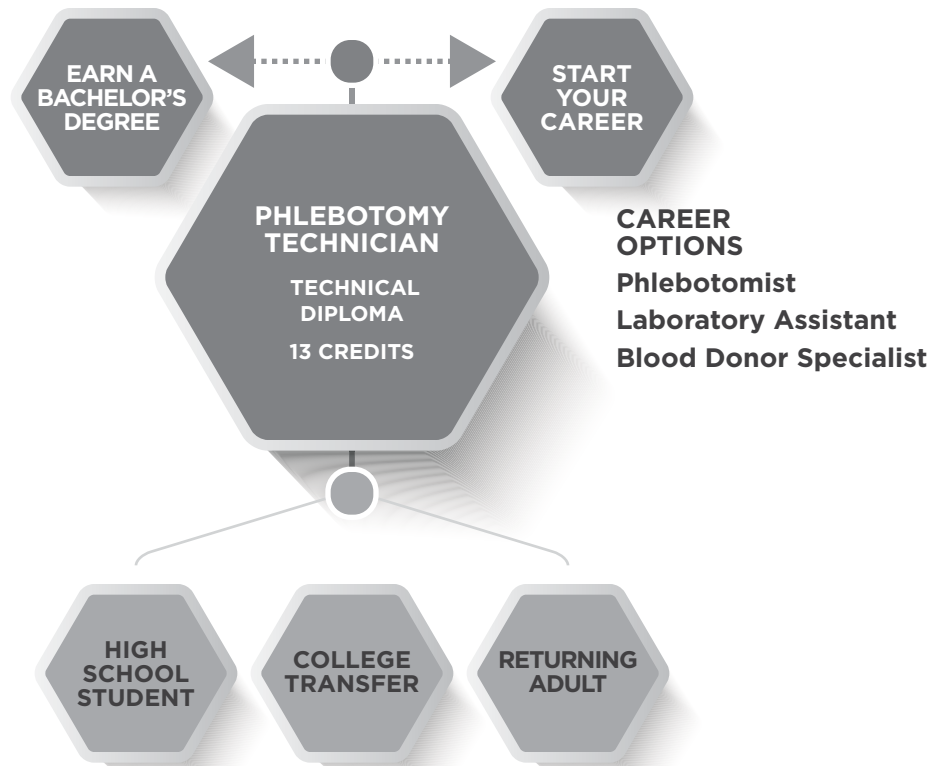 EARN A
BACHELOR'S
DEGREE
START
YOUR
CAREER
PHLEBOTOMY
TECHNICIAN
TECHNICAL
DIPLOMA
13 CREDITS
CAREER
OPTIONS
Phlebotomist
Laboratory Assistant
Blood Donor Specialist
HIGH
SCHOOL
STUDENT
COLLEGE
TRANSFER
RETURNING
ADULT